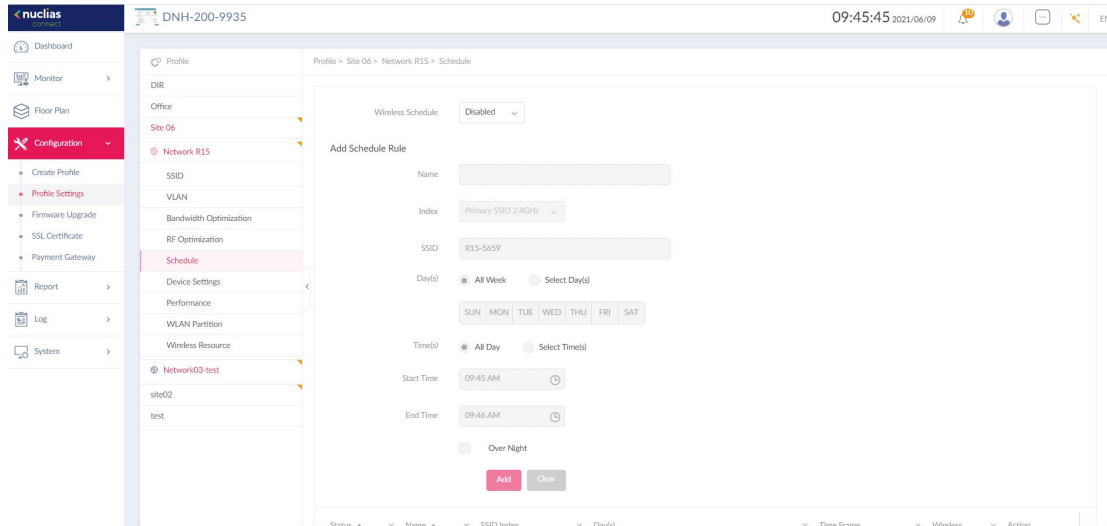 nuclias
connect
DNH-200-9935
09:45:45 2021/06/09
10
EN
Dashboard
Monitor
Floor Plan
Configuration
Create Profile
Profile Settings
Firmware Upgrade
SSL Certificate
Payment Gateway
Report
Log
System
Profile
DIR
Office
Site 06
Network R15
SSID
VLAN
Bandwidth Optimization
RF Optimization
Schedule
Device Settings
Performance
WLAN Partition
Wireless Resource
Network03-test
site02
test
Profile > Site 06 > Network R15 > Schedule
Wireless Schedule Disabled
Add Schedule Rule
Name
Index Primary SSID 2.4GHz
SSID R15-5659
Day(s) All Week Select Day(s)
SUN MON TUE WED THU FRI SAT
Time(s) All Day Select Time(s)
Start Time 09:45 AM
End Time 09:46 AM
Over Night
Add Clear
Status Name SSID Index Day(s) Time Frame Wireless Action